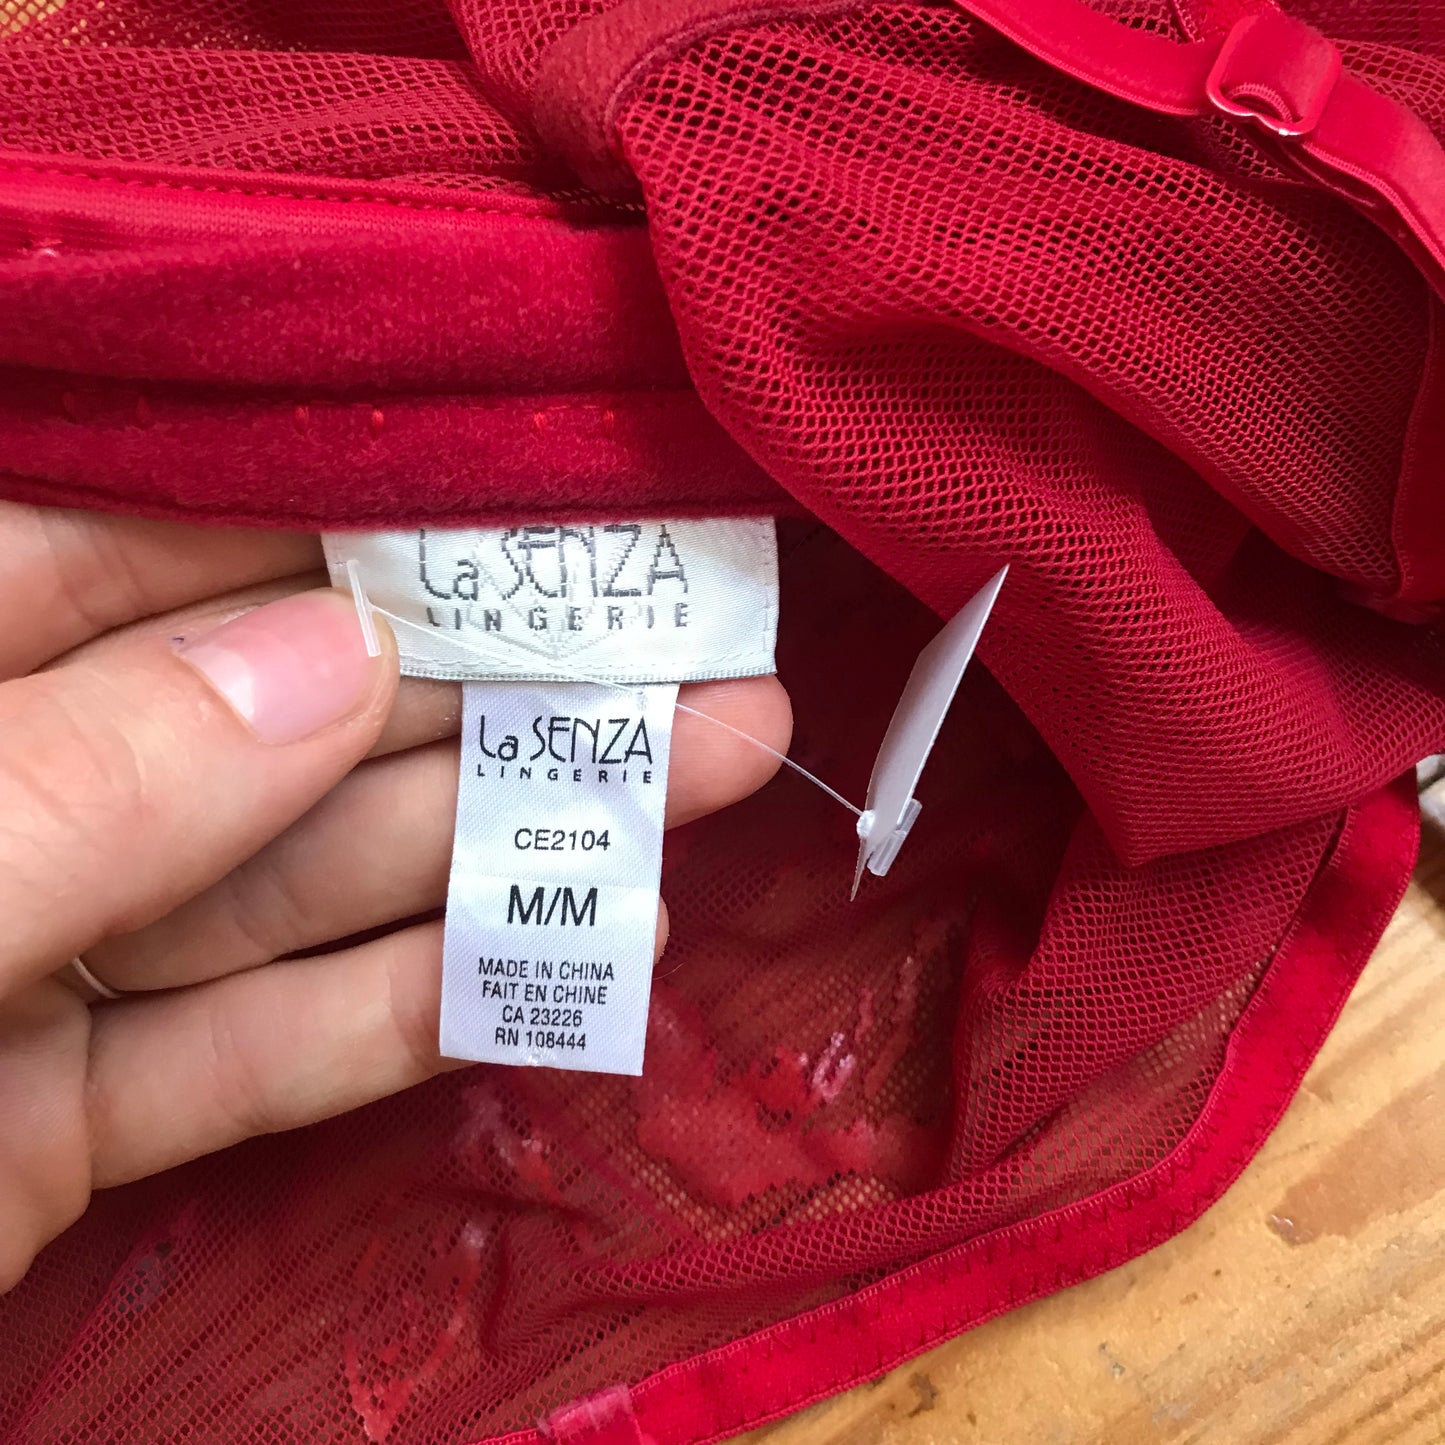 La SENZA
LINGERIE
La SENZA
LINGERIE
CE2104
M/M
MADE IN CHINA
FAIT EN CHINE
CA 23226
RN 108444